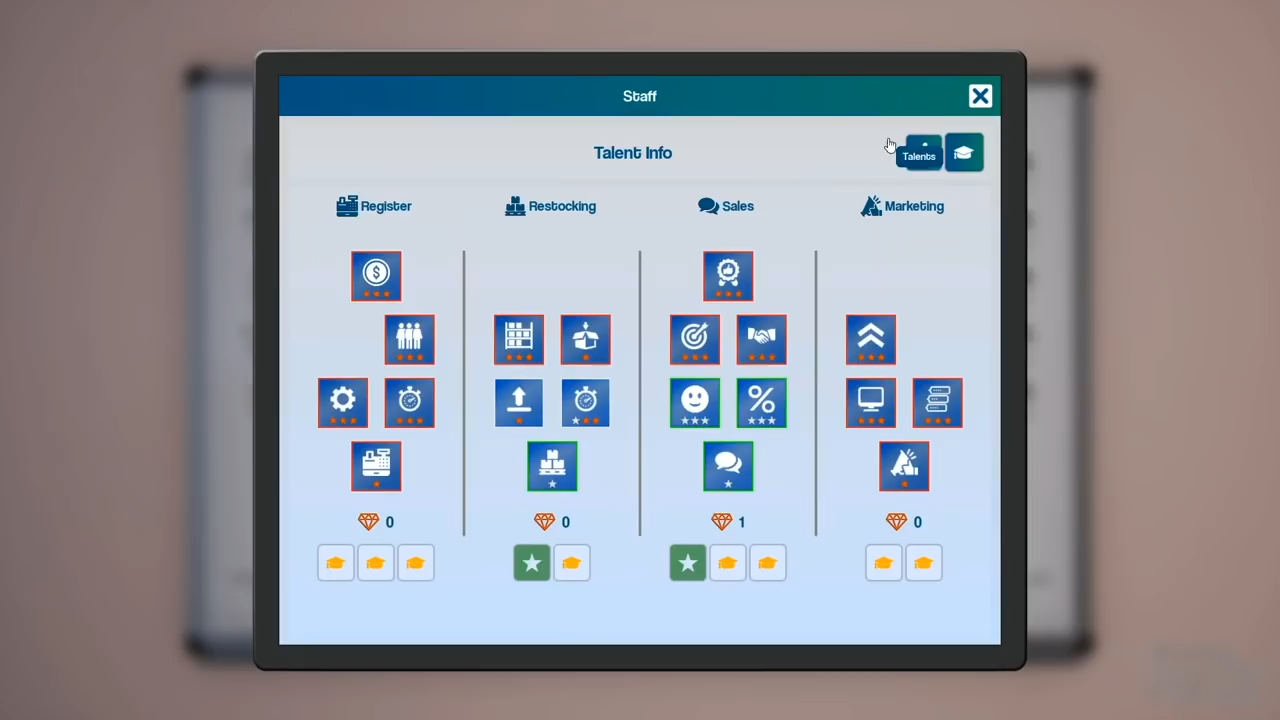 Staff
Talent Info
Talents
Register
Restocking
Sales
Marketing
0
0
1
0